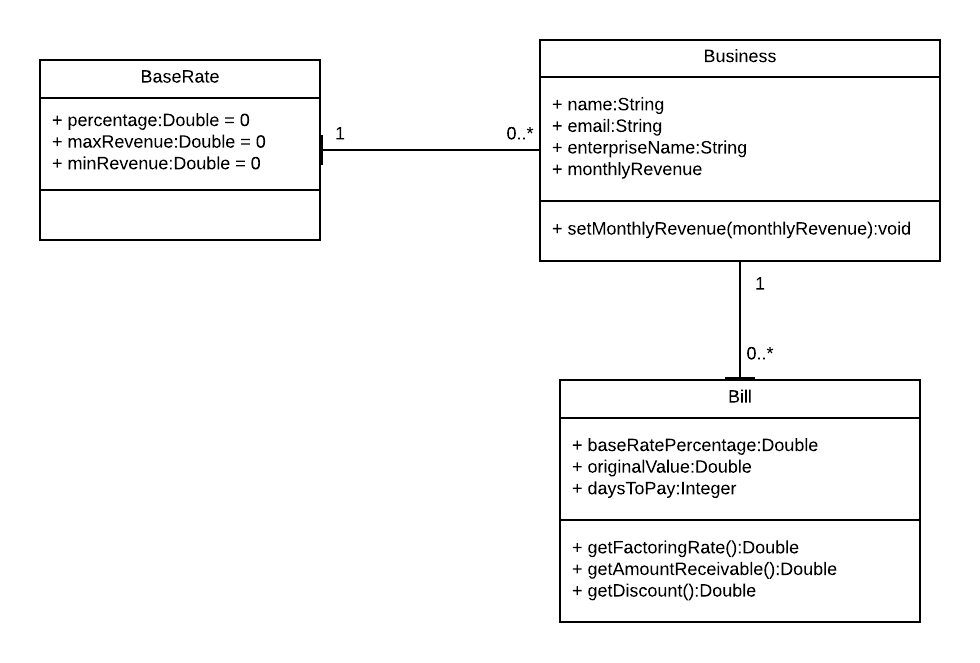 BaseRate
+ percentage:Double = 0
+ maxRevenue:Double = 0
+ minRevenue:Double = 0
1
0..*
Business
+ name:String
+ email:String
+ enterpriseName:String
+ monthlyRevenue
+ setMonthlyRevenue(monthlyRevenue):void
1
0..*
Bill
+ baseRatePercentage:Double
+ originalValue:Double
+ daysToPay:Integer
+ getFactoringRate():Double
+ getAmountReceivable():Double
+ getDiscount():Double